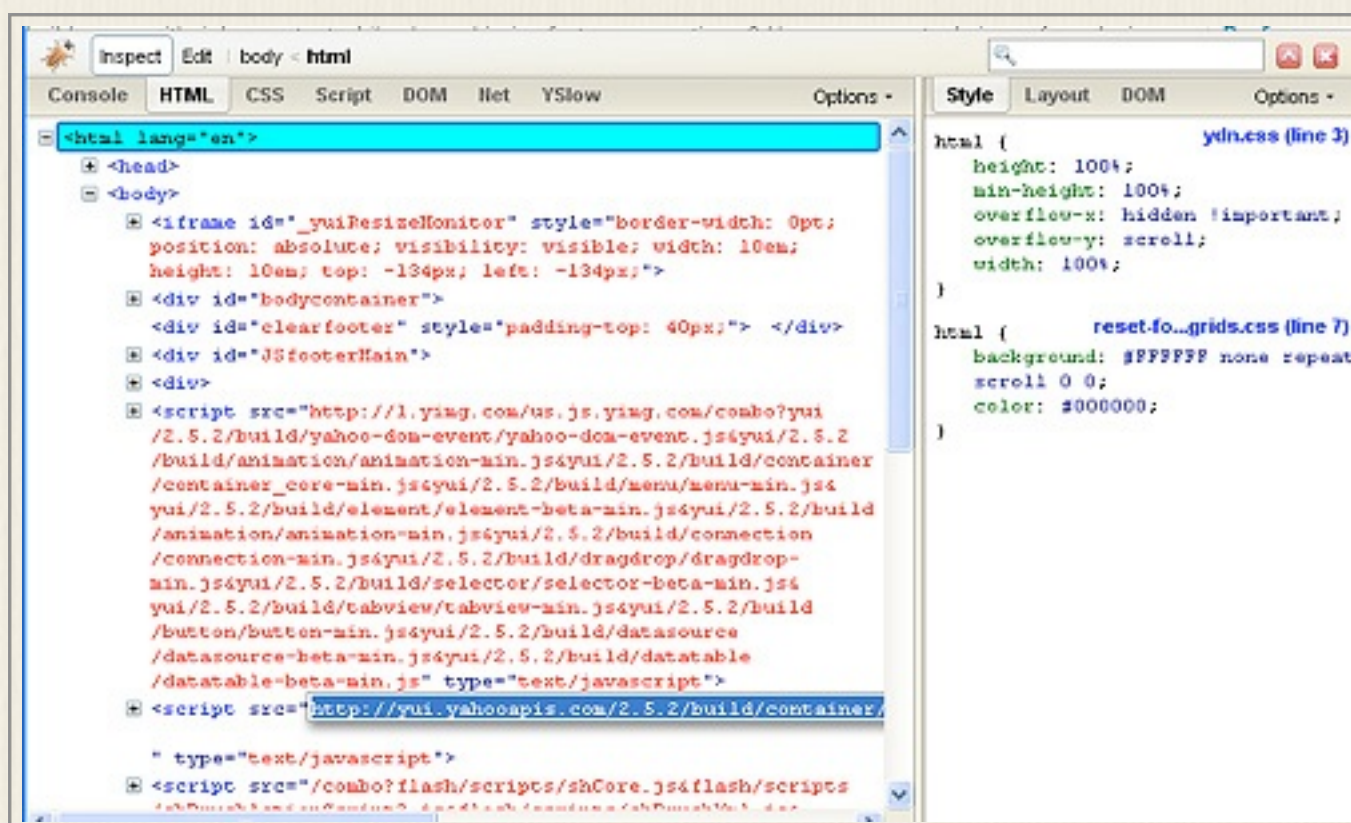 Inspect Edit body < html
Console HTML CSS Script DOM Net YSlow Options
<html lang="en">
<head>
<body>
<iframe id="_yuiResizeMonitor" style="border-width: 0pt;
position: absolute; visibility: visible; width: 10em;
height: 10em; top: -134px; left: -134px;">
<div id="bodycontainer">
<div id="clearfooter" style="padding-top: 40px;"> </div>
<div id="JSfooterMain">
<div>
<script src="http://l.yimg.com/us.js.yimg.com/combo?yui
/2.5.2/build/yahoo-dom-event/yahoo-dom-event.js&yui/2.5.2
/build/animation/animation-min.js&yui/2.5.2/build/container
/container_core-min.js&yui/2.5.2/build/menu/menu-min.js&
yui/2.5.2/build/element/element-beta-min.js&yui/2.5.2/build
/animation/animation-min.js&yui/2.5.2/build/connection
/connection-min.js&yui/2.5.2/build/dragdrop/dragdrop-
min.js&yui/2.5.2/build/selector/selector-beta-min.js&
yui/2.5.2/build/tabview/tabview-min.js&yui/2.5.2/build
/button/button-min.js&yui/2.5.2/build/datasource
/datasource-beta-min.js&yui/2.5.2/build/datatable
/datatable-beta-min.js" type="text/javascript">
<script src="http://yui.yahooapis.com/2.5.2/build/container/
" type="text/javascript">
<script src="/combo?flash/scripts/shCore.js&flash/scripts
Style Layout DOM Options
html { ydn.css (line 3)
height: 100%;
min-height: 100%;
overflow-x: hidden !important;
overflow-y: scroll;
width: 100%;
}
html { reset-fo...grids.css (line 7)
background: #FFFFFF none repeat
scroll 0 0;
color: #000000;
}